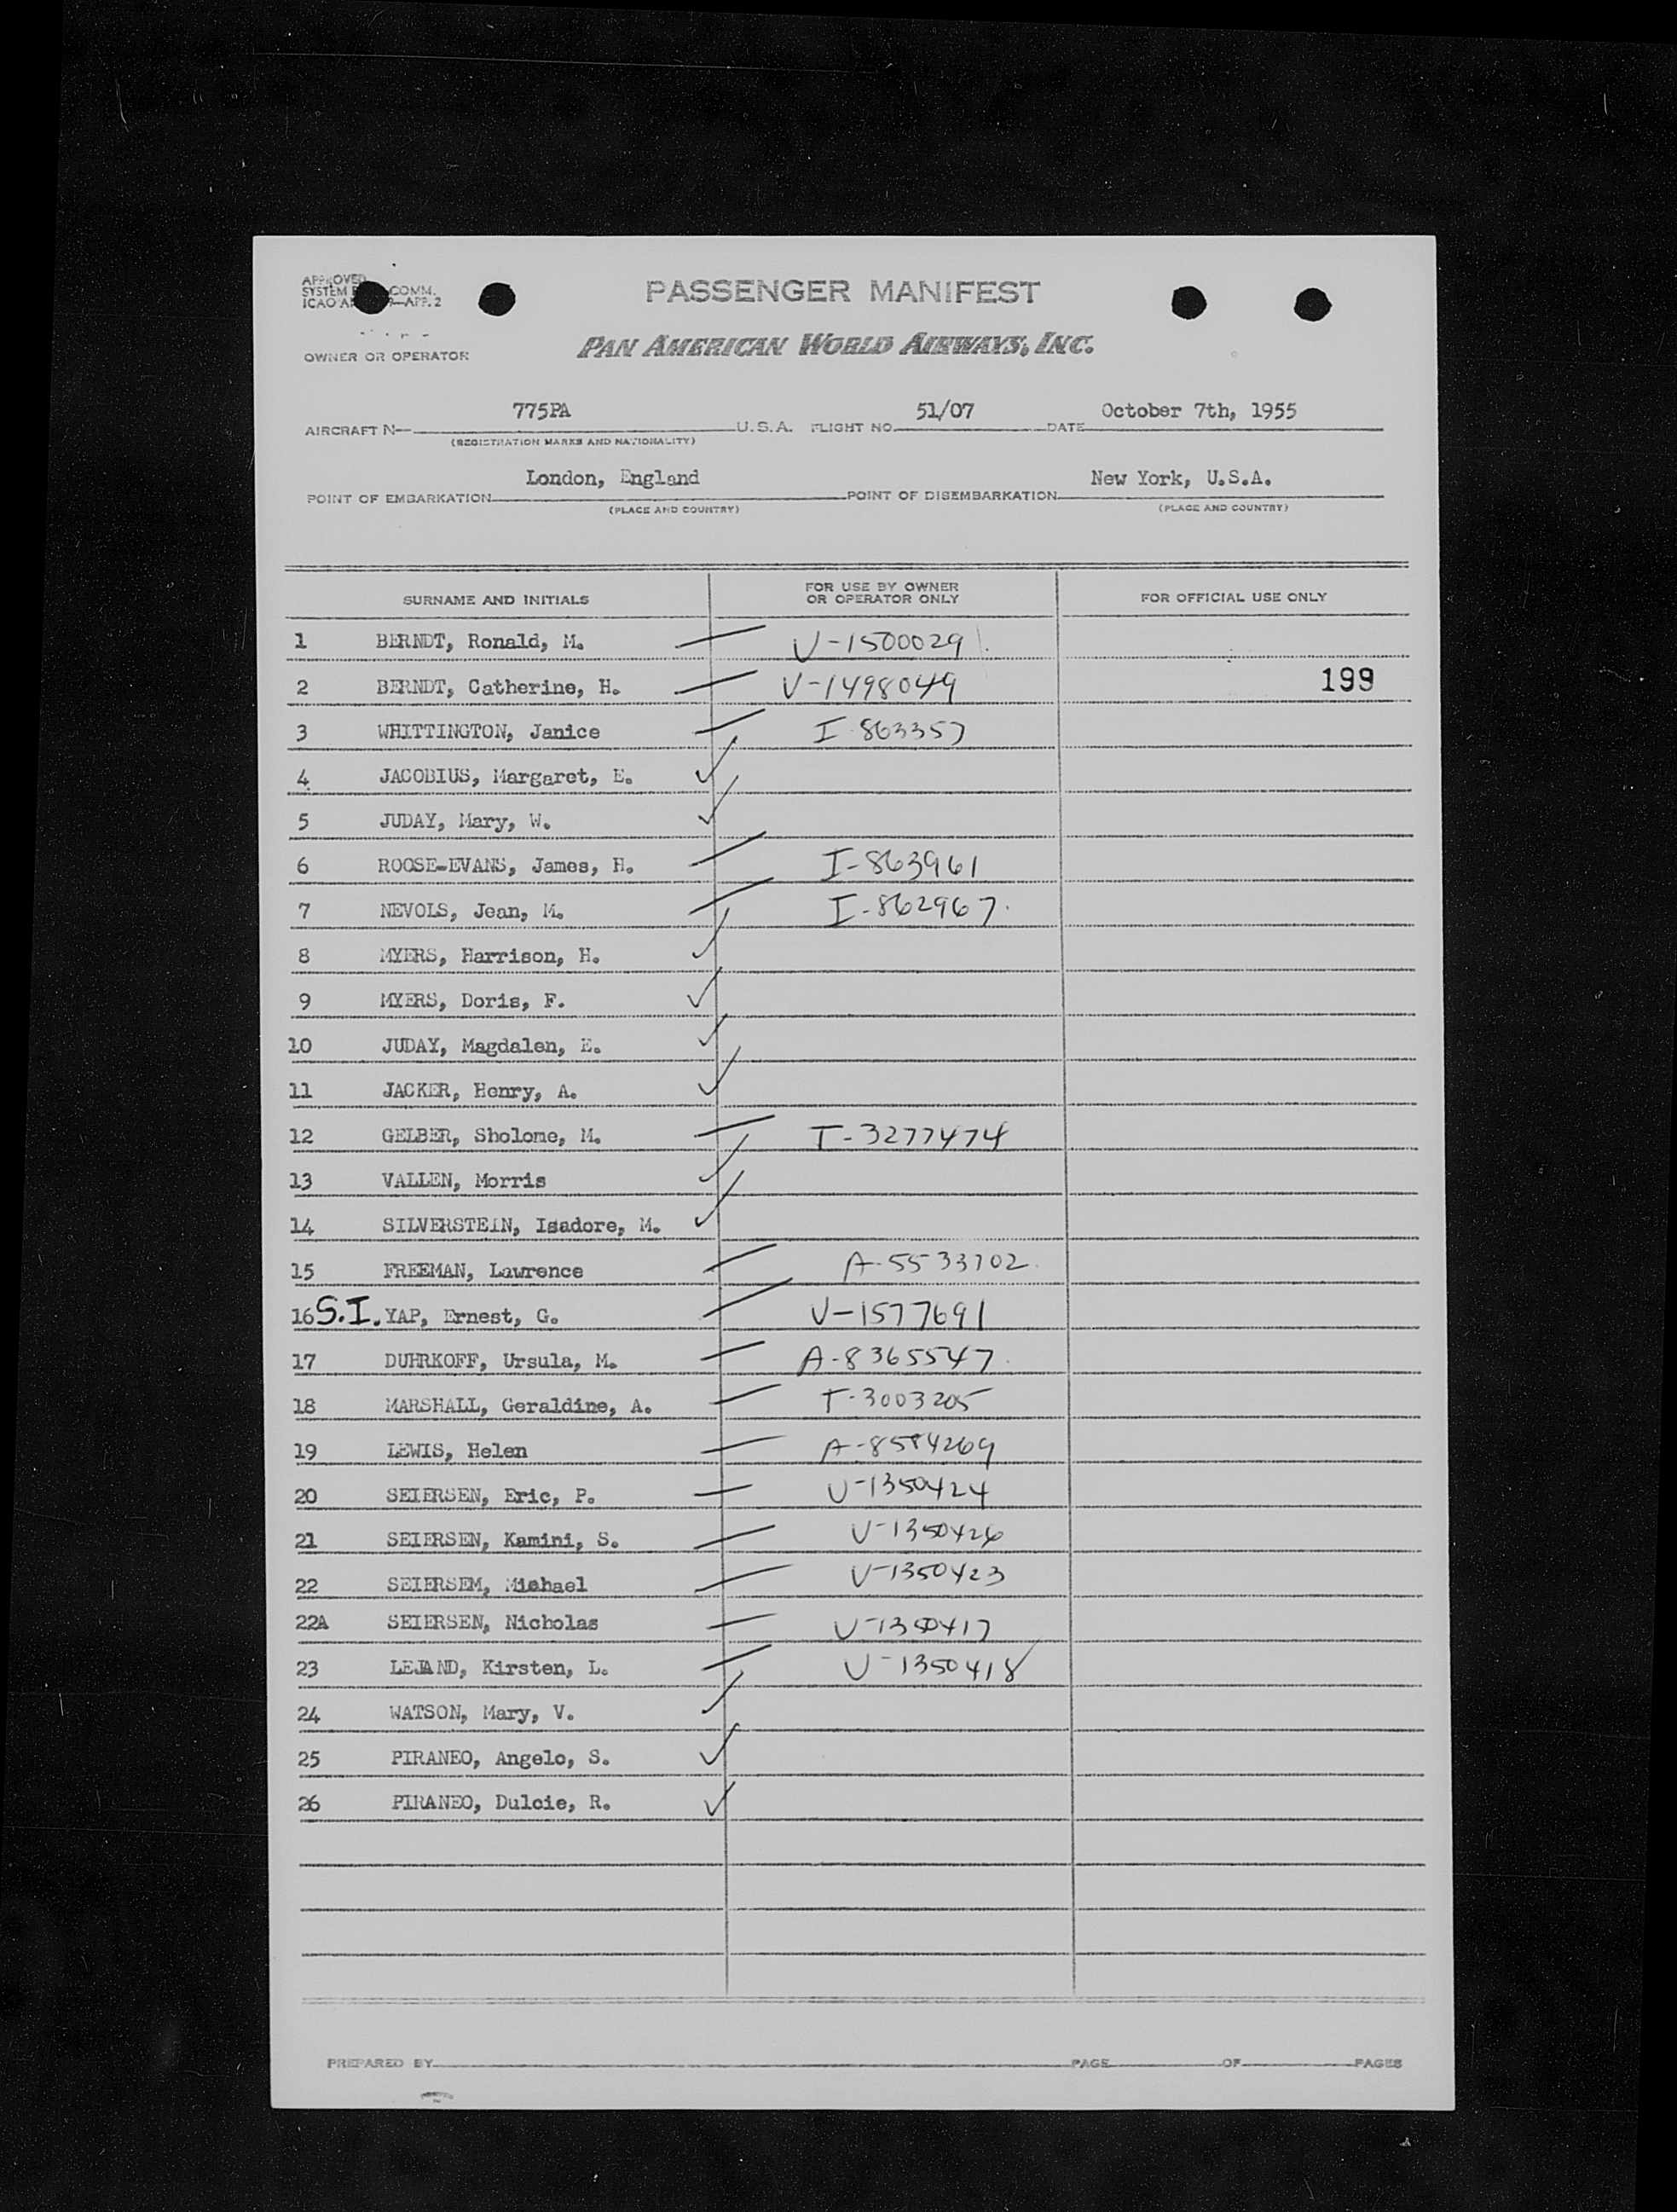 APPROVED
SYSTEM COMM.
ICAO —APP. 2
PASSENGER MANIFEST
OWNER OR OPERATOR
PAN AMERICAN WORLD AIRWAYS, INC.
775PA 51/07 October 7th, 1955
AIRCRAFT N— U.S.A. FLIGHT NO. DATE
(REGISTRATION MARKS AND NATIONALITY)
London, England New York, U.S.A.
POINT OF EMBARKATION POINT OF DISEMBARKATION
(PLACE AND COUNTRY) (PLACE AND COUNTRY)
SURNAME AND INITIALS FOR USE BY OWNER OR OPERATOR ONLY FOR OFFICIAL USE ONLY
1 BERNDT, Ronald, M. V-1500029
2 BERNDT, Catherine, H. V-1498049 199
3 WHITTINGTON, Janice I-863357
4 JACOBIUS, Margaret, E. ✓
5 JUDAY, Mary, W. ✓
6 ROOSE-EVANS, James, H. I-863961
7 NEVOLS, Jean, M. I-862967
8 MYERS, Harrison, H. ✓
9 MYERS, Doris, F. ✓
10 JUDAY, Magdalen, E. ✓
11 JACKER, Henry, A. ✓
12 GELBER, Sholome, M. T-3277474
13 VALLEN, Morris ✓
14 SILVERSTEIN, Isadore, M. ✓
15 FREEMAN, Lawrence A-5533702
16 S.I. YAP, Ernest, G. V-1577691
17 DUHRKOFF, Ursula, M. A-8365547
18 MARSHALL, Geraldine, A. T-3003205
19 LEWIS, Helen
20 SEIERSEN, Eric, P. V-1350424
21 SEIERSEN, Kamini, S. V-1350426
22 SEIERSEM, Michael V-1350423
22A SEIERSEN, Nicholas V-1350417
23 LEJAND, Kirsten, L. V-1350418
24 WATSON, Mary, V. ✓
25 PIRANEO, Angelo, S. ✓
26 PIRANEO, Dulcie, R. ✓
PREPARED BY PAGE OF PAGES